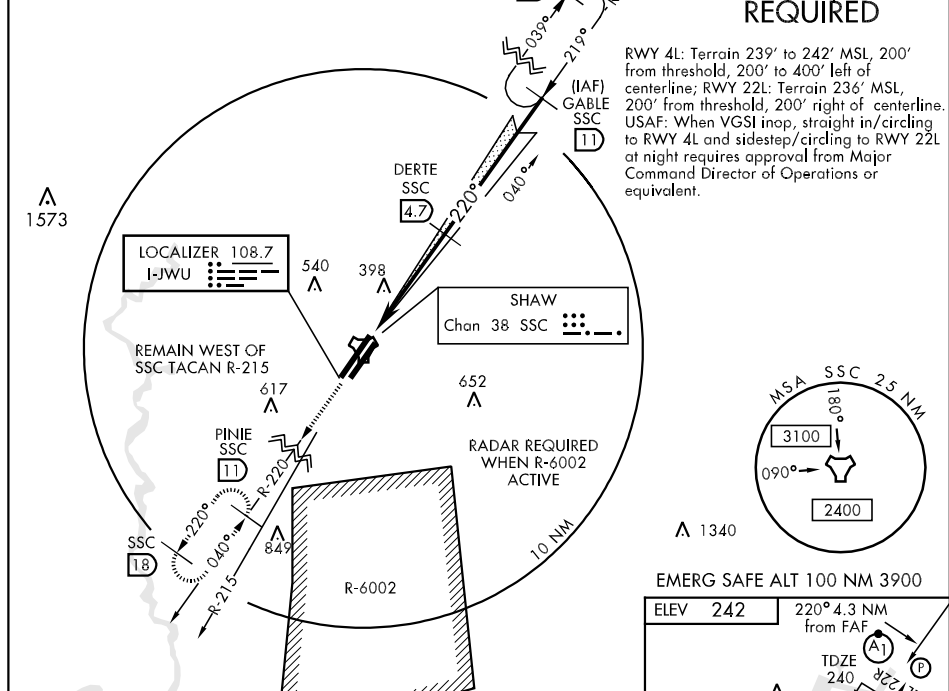 REQUIRED
RWY 4L: Terrain 239' to 242' MSL, 200'
from threshold, 200' to 400' left of
centerline; RWY 22L: Terrain 236' MSL,
200' from threshold, 200' right of centerline.
USAF: When VGSI inop, straight in/circling
to RWY 4L and sidestep/circling to RWY 22L
at night requires approval from Major
Command Director of Operations or
equivalent.
039°
219°
(IAF)
GABLE
SSC
11
DERTE
SSC
4.7
220°
040°
1573
LOCALIZER 108.7
I-JWU
540
398
SHAW
Chan 38 SSC
REMAIN WEST OF
SSC TACAN R-215
617
652
PINIE
SSC
11
R-220
RADAR REQUIRED
WHEN R-6002
ACTIVE
220°
040°
SSC
18
849
R-215
R-6002
10 NM
1340
MSA SSC 25 NM
180°
3100
090°
2400
EMERG SAFE ALT 100 NM 3900
ELEV 242
220° 4.3 NM
from FAF
A1
TDZE
240
P